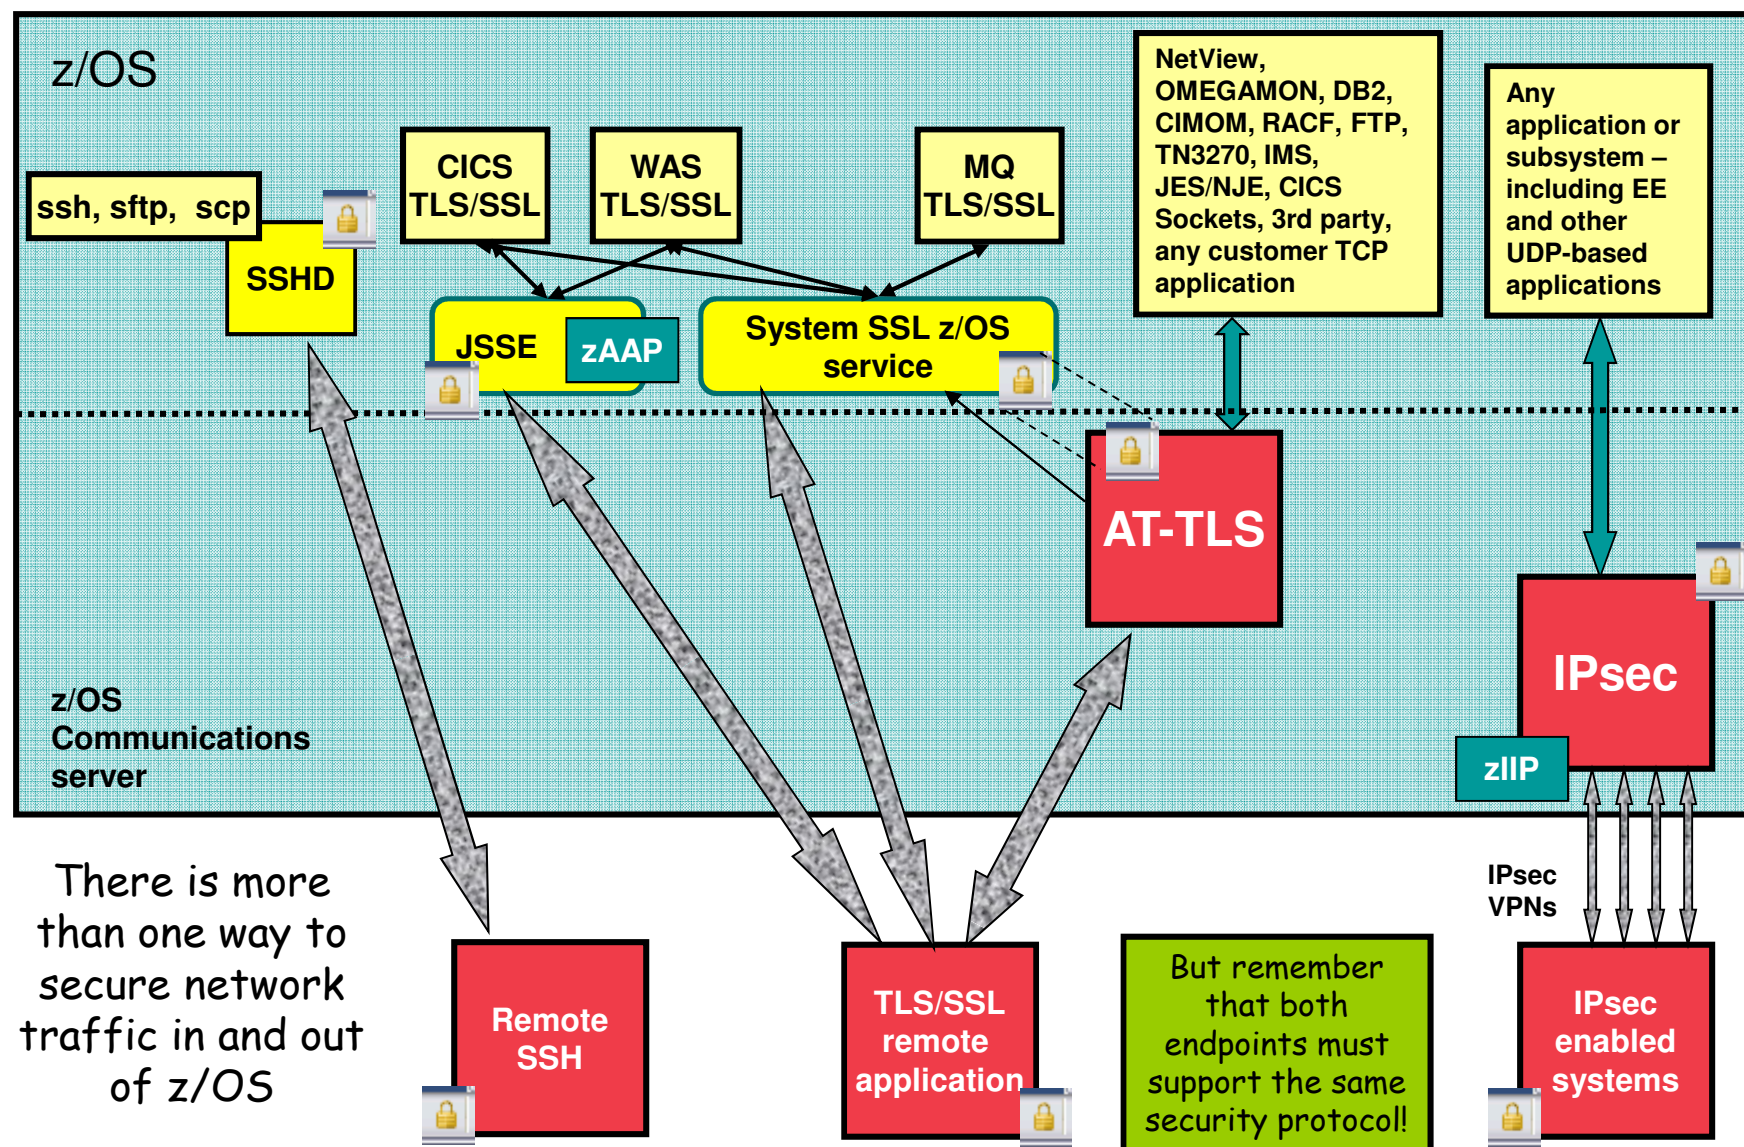 z/OS
NetView,
OMEGAMON, DB2,
CIMOM, RACF, FTP,
TN3270, IMS,
JES/NJE, CICS
Sockets, 3rd party,
any customer TCP
application
Any
application or
subsystem –
including EE
and other
UDP-based
applications
ssh, sftp, scp
SSHD
CICS
TLS/SSL
WAS
TLS/SSL
MQ
TLS/SSL
JSSE
zAAP
System SSL z/OS
service
AT-TLS
IPsec
zIIP
z/OS
Communications
server
There is more
than one way to
secure network
traffic in and out
of z/OS
Remote
SSH
TLS/SSL
remote
application
But remember
that both
endpoints must
support the same
security protocol!
IPsec
VPNs
IPsec
enabled
systems